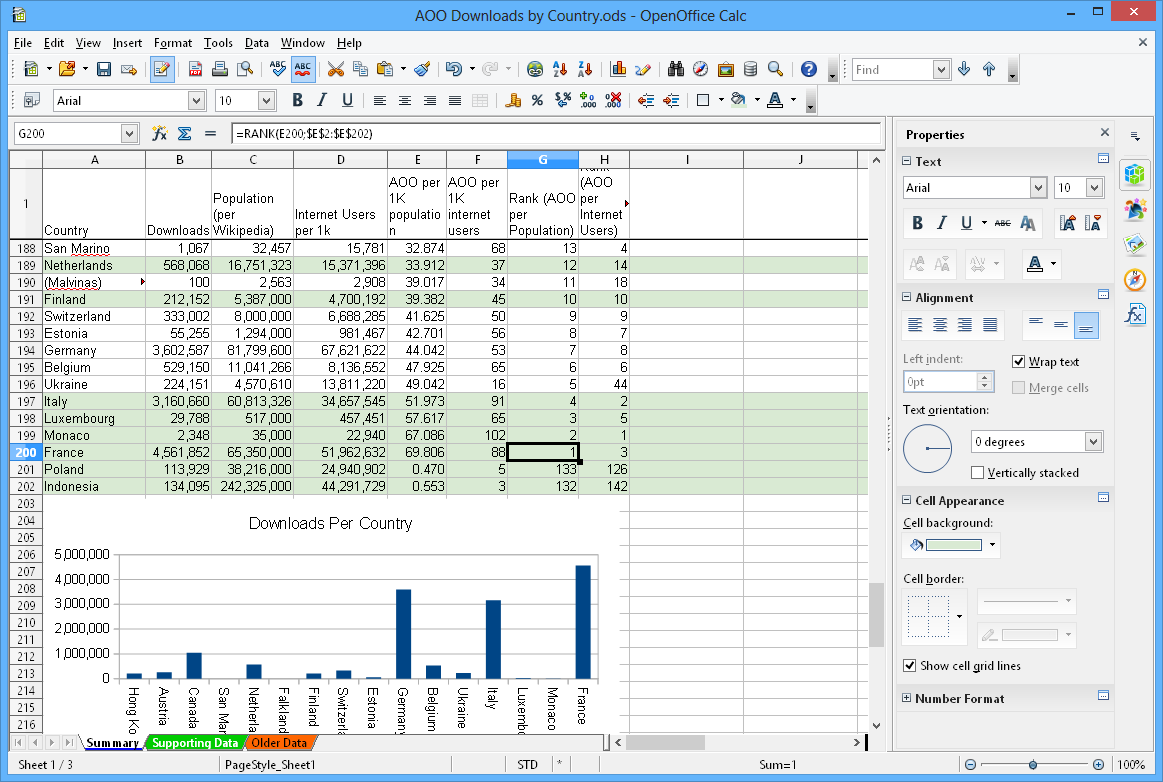 AOO Downloads by Country.ods - OpenOffice Calc
File Edit View Insert Format Tools Data Window Help
Find
Arial 10
G200 =RANK(E200;$E$2:$E$202)
A B C D E F G H I J
1 Country Downloads Population (per Wikipedia) Internet Users per 1k AOO per 1K population AOO per 1K internet users Rank (AOO per Population) Rank (AOO per Internet Users)
188 San Marino 1,067 32,457 15,781 32.874 68 13 4
189 Netherlands 568,068 16,751,323 15,371,396 33.912 37 12 14
190 (Malvinas) 100 2,563 2,908 39.017 34 11 18
191 Finland 212,152 5,387,000 4,700,192 39.382 45 10 10
192 Switzerland 333,002 8,000,000 6,688,285 41.625 50 9 9
193 Estonia 55,255 1,294,000 981,467 42.701 56 8 7
194 Germany 3,602,587 81,799,600 67,621,622 44.042 53 7 8
195 Belgium 529,150 11,041,266 8,136,552 47.925 65 6 6
196 Ukraine 224,151 4,570,610 13,811,220 49.042 16 5 44
197 Italy 3,160,660 60,813,326 34,657,545 51.973 91 4 2
198 Luxembourg 29,788 517,000 457,451 57.617 65 3 5
199 Monaco 2,348 35,000 22,940 67.086 102 2 1
200 France 4,561,852 65,350,000 51,962,632 69.806 88 1 3
201 Poland 113,929 38,216,000 24,940,902 0.470 5 133 126
202 Indonesia 134,095 242,325,000 44,291,729 0.553 3 132 142
203
204
205
206
207
208
209
210
211
212
213
214
215
216
Downloads Per Country
5,000,000
4,000,000
3,000,000
2,000,000
1,000,000
0
Hong Ko
Austria
Canada
San Mar
Netherla
Falkland
Finland
Switzerla
Estonia
Germany
Belgium
Ukraine
Italy
Luxembo
Monaco
France
Summary Supporting Data Older Data
Sheet 1 / 3 PageStyle_Sheet1 STD * Sum=1 100%
Properties
Text
Arial 10
Alignment
Left indent:
0pt
Wrap text
Merge cells
Text orientation:
0 degrees
Vertically stacked
Cell Appearance
Cell background:
Cell border:
Show cell grid lines
Number Format